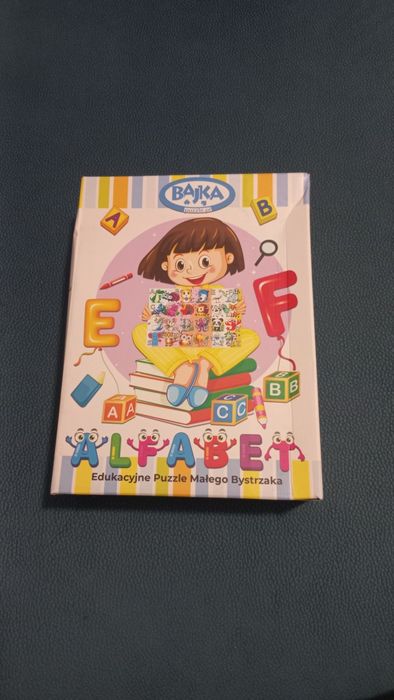 BAJKA
A
B
E
F
A A
B B
C C
ALFABET
Edukacyjne Puzzle Małego Bystrzaka